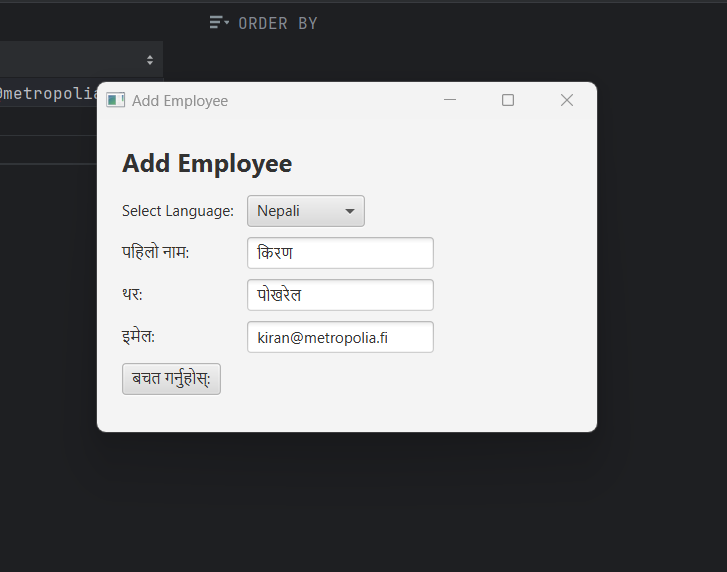 ORDER BY
@metropolia
Add Employee
Add Employee
Select Language: Nepali
पहिलो नाम: किरण
थर: पोखरेल
इमेल: kiran@metropolia.fi
बचत गर्नुहोस्: